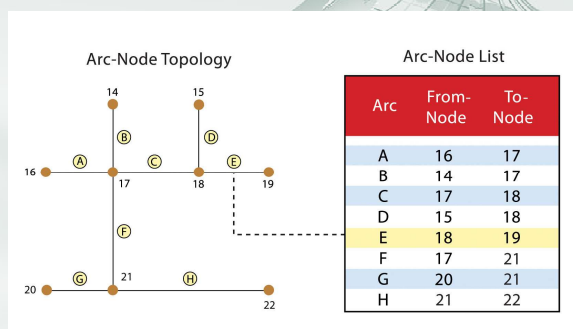 Arc-Node Topology
14
15
B
D
16
A
C
E
17
18
19
F
G
21
H
20
22
Arc-Node List
Arc From-Node To-Node
A 16 17
B 14 17
C 17 18
D 15 18
E 18 19
F 17 21
G 20 21
H 21 22